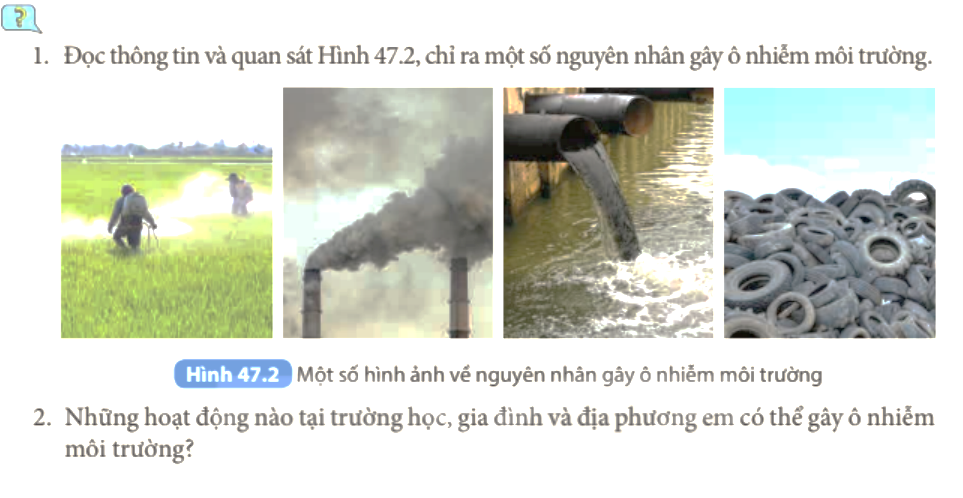 ?
1. Đọc thông tin và quan sát Hình 47.2, chỉ ra một số nguyên nhân gây ô nhiễm môi trường.
Hình 47.2 Một số hình ảnh về nguyên nhân gây ô nhiễm môi trường
2. Những hoạt động nào tại trường học, gia đình và địa phương em có thể gây ô nhiễm
môi trường?